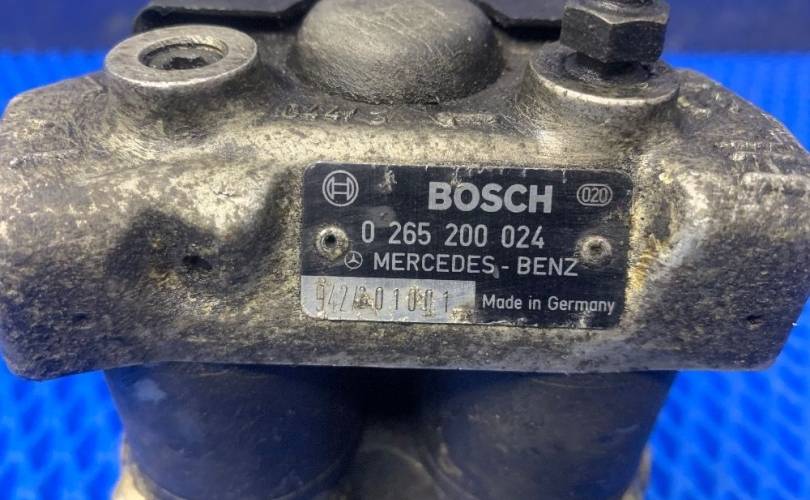 BOSCH 020
0 265 200 024
MERCEDES-BENZ
Made in Germany